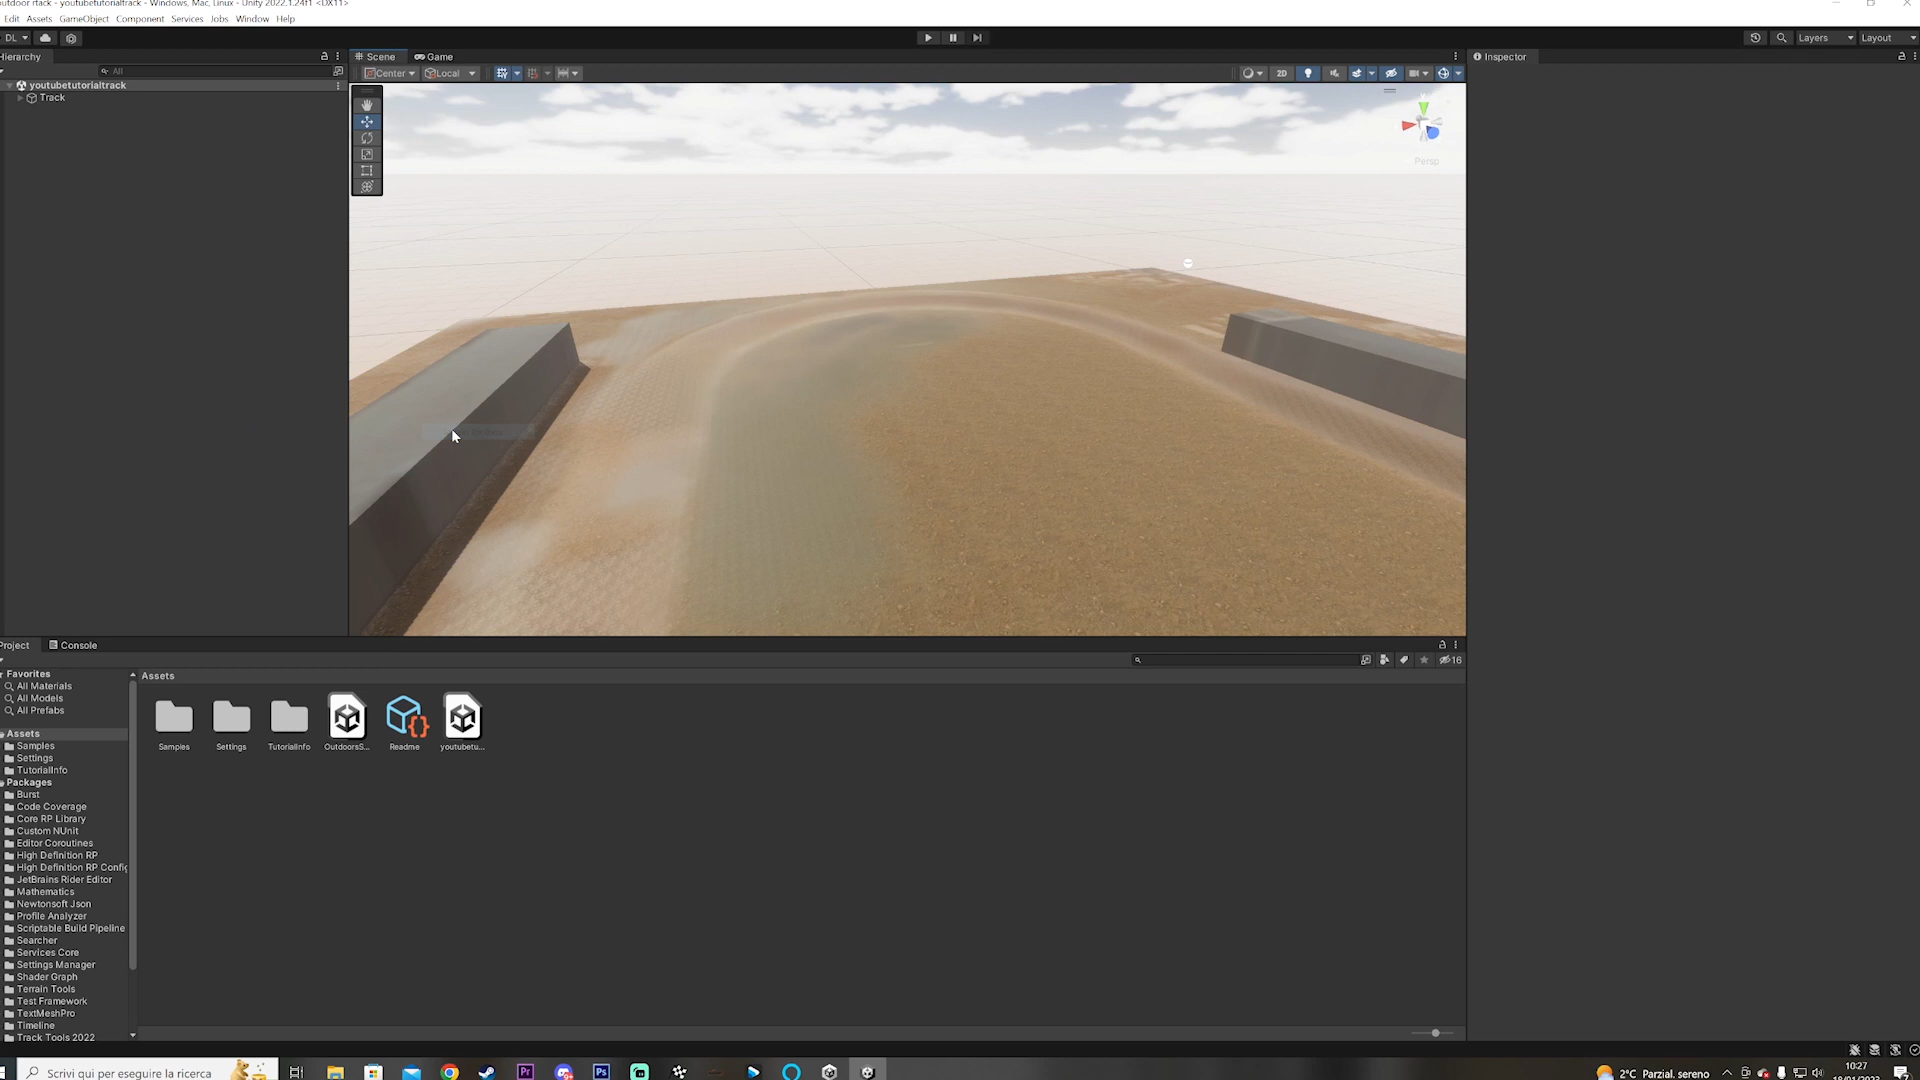 outdoor rtack - youtubetutorialtrack - Windows, Mac, Linux - Unity 2022.1.24f1 <DX11>
Edit Assets GameObject Component Services Jobs Window Help
DL
Layers Layout
Hierarchy
Scene Game
Inspector
All
Center Local
2D
youtubetutorialtrack
Track
Persp
Project Console
16
Favorites
All Materials
All Models
All Prefabs
Assets
Samples
Settings
TutorialInfo
Packages
Burst
Code Coverage
Core RP Library
Custom NUnit
Editor Coroutines
High Definition RP
High Definition RP Config
JetBrains Rider Editor
Mathematics
Newtonsoft Json
Profile Analyzer
Scriptable Build Pipeline
Searcher
Services Core
Settings Manager
Shader Graph
Terrain Tools
Test Framework
TextMeshPro
Timeline
Track Tools 2022
Assets
Samples Settings TutorialInfo OutdoorsS... Readme youtubetu...
Scrivi qui per eseguire la ricerca
Pr
Ps
2°C Parzial. sereno
10:27